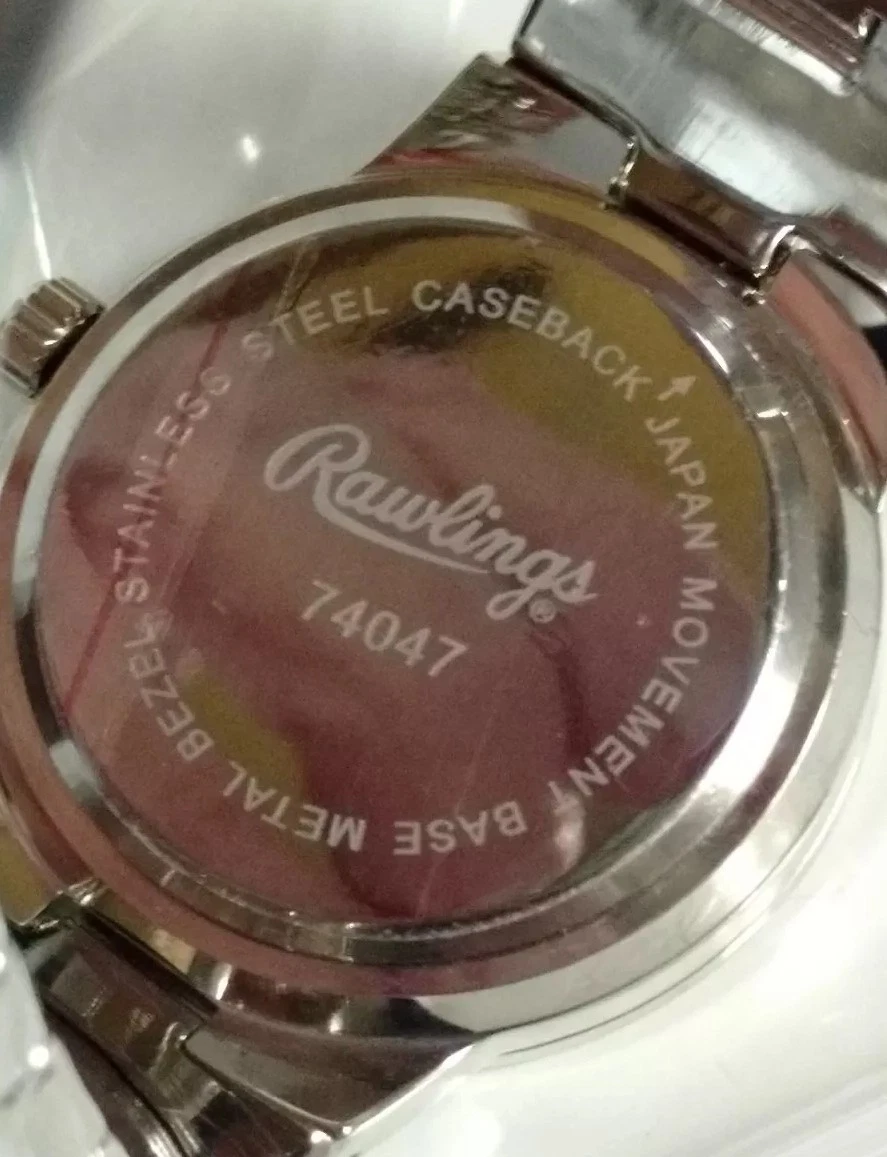 STAINLESS STEEL CASEBACK ↑ JAPAN MOVEMENT BASE METAL BEZEL
Rawlings®
74047